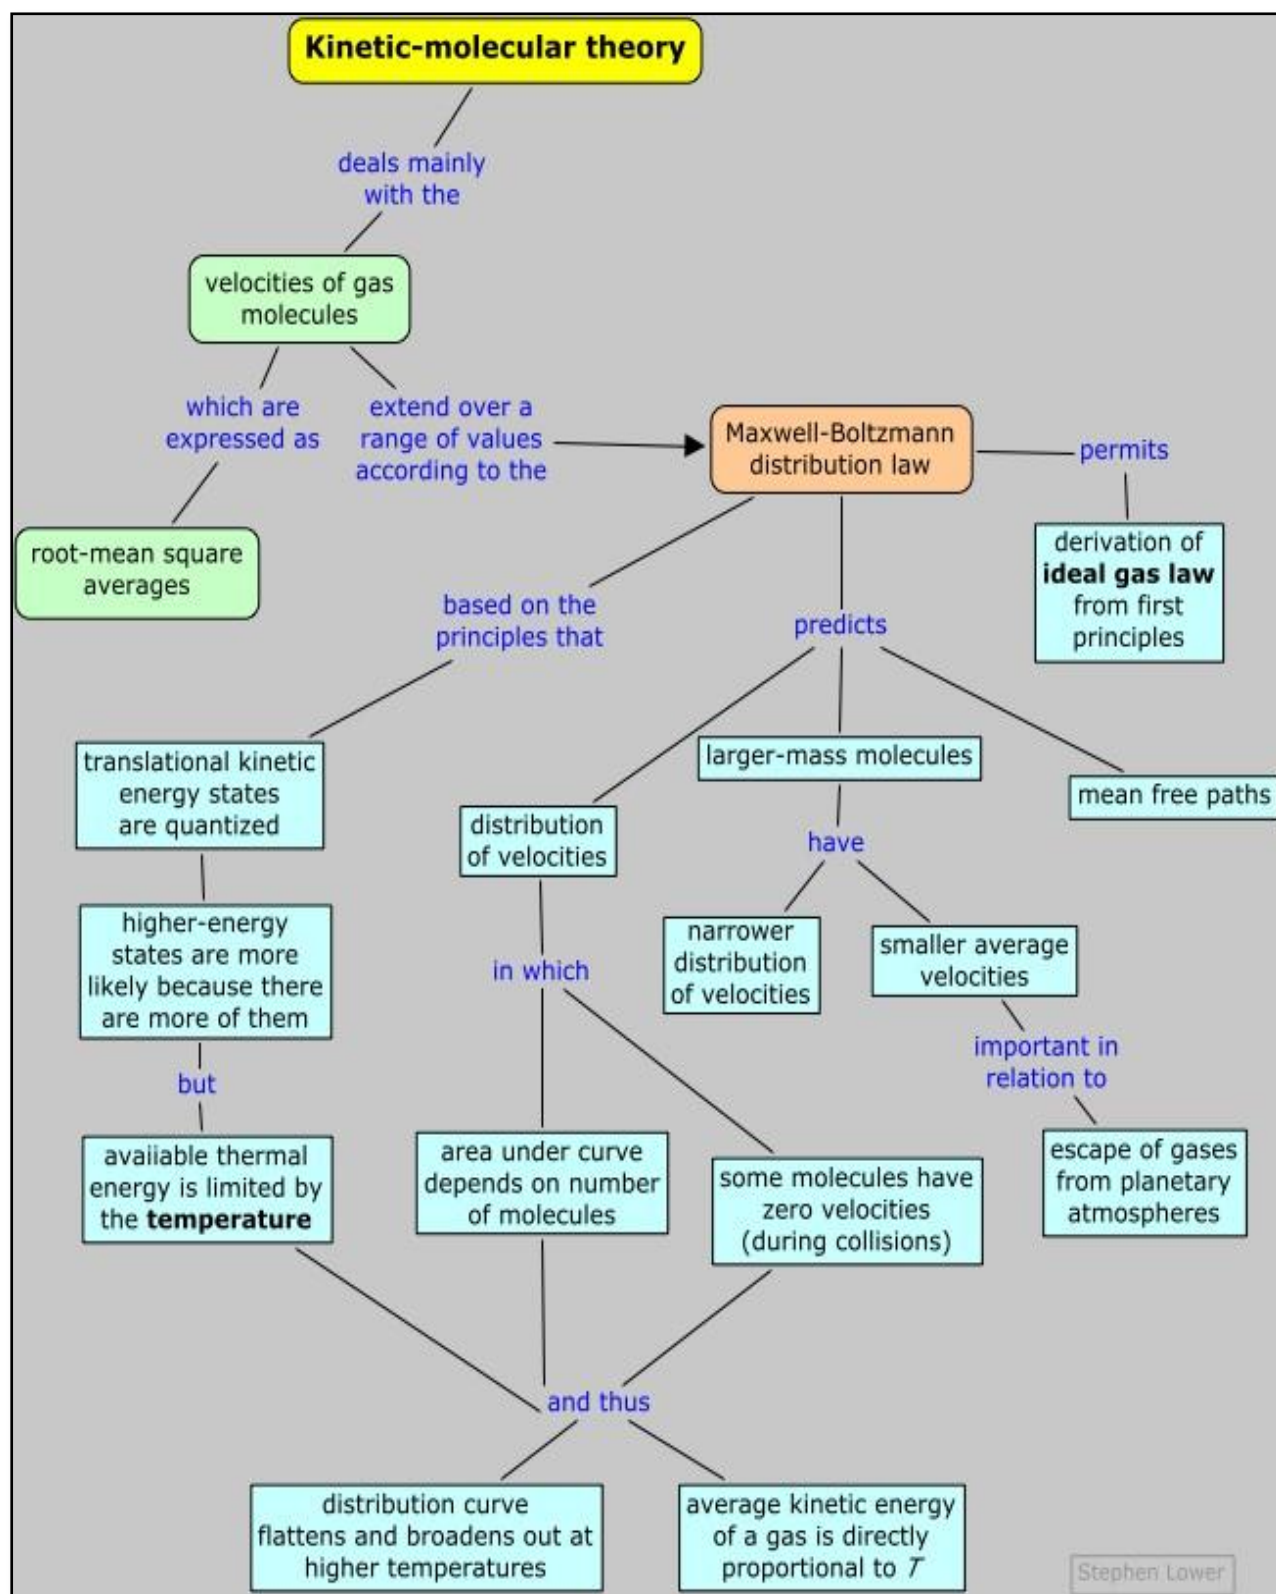 Kinetic-molecular theory
deals mainly
with the
velocities of gas
molecules
which are
expressed as
extend over a
range of values
according to the
Maxwell-Boltzmann
distribution law
permits
root-mean square
averages
derivation of
ideal gas law
from first
principles
based on the
principles that
predicts
translational kinetic
energy states
are quantized
larger-mass molecules
mean free paths
distribution
of velocities
have
higher-energy
states are more
likely because there
are more of them
narrower
distribution
of velocities
smaller average
velocities
in which
important in
relation to
but
avaiiable thermal
energy is limited by
the temperature
area under curve
depends on number
of molecules
some molecules have
zero velocities
(during collisions)
escape of gases
from planetary
atmospheres
and thus
distribution curve
flattens and broadens out at
higher temperatures
average kinetic energy
of a gas is directly
proportional to T
Stephen Lower